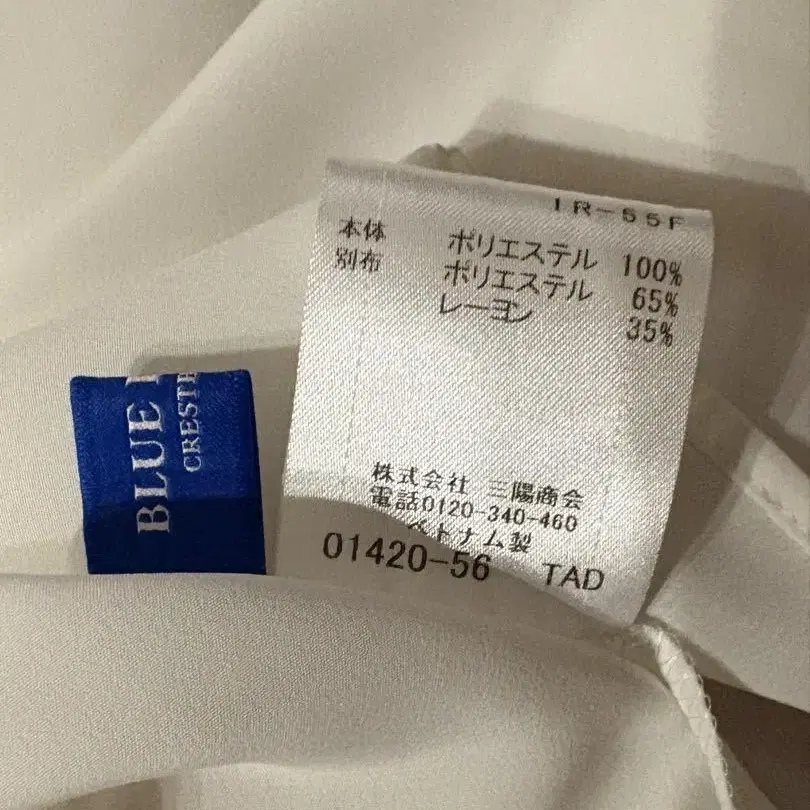 BLUE
CRESTE
IR-55F
本体 ポリエステル 100%
別布 ポリエステル 65%
レーヨン 35%
株式会社 三陽商会
電話0120-340-460
ベトナム製
01420-56 TAD